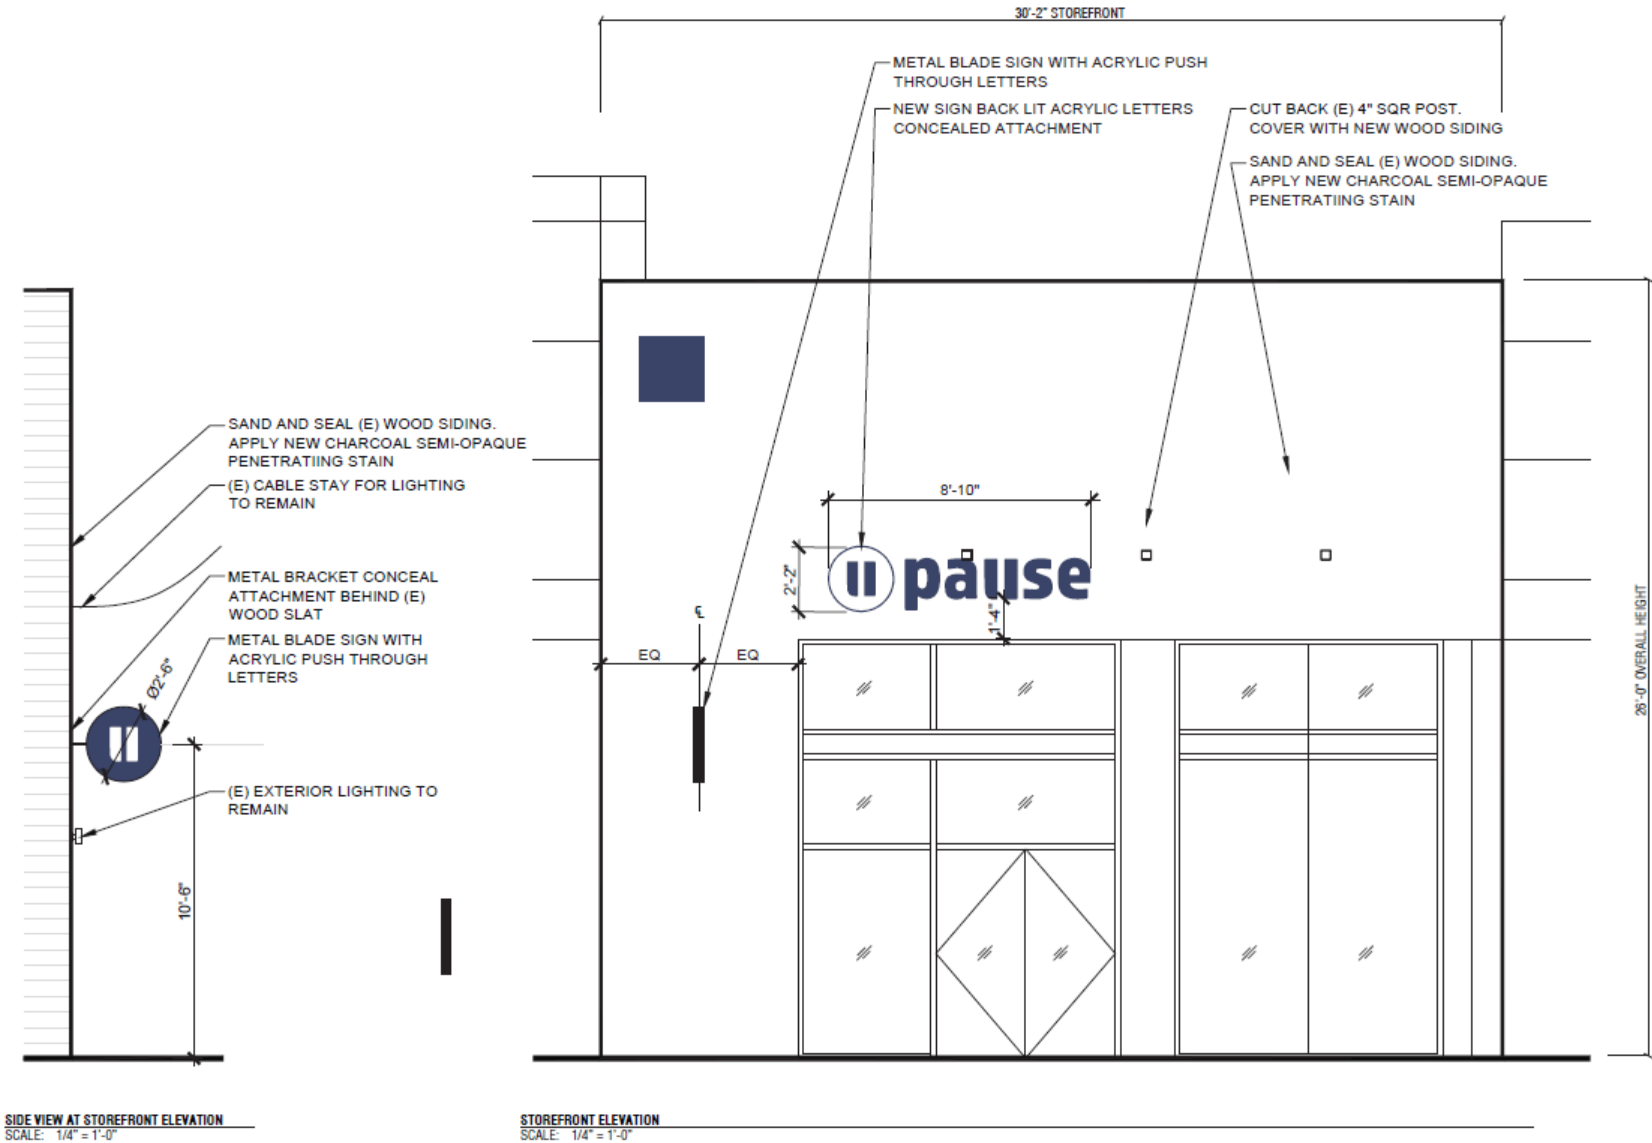 30'-2" STOREFRONT
METAL BLADE SIGN WITH ACRYLIC PUSH
THROUGH LETTERS
NEW SIGN BACK LIT ACRYLIC LETTERS
CONCEALED ATTACHMENT
CUT BACK (E) 4" SQR POST.
COVER WITH NEW WOOD SIDING
SAND AND SEAL (E) WOOD SIDING.
APPLY NEW CHARCOAL SEMI-OPAQUE
PENETRATIING STAIN
SAND AND SEAL (E) WOOD SIDING.
APPLY NEW CHARCOAL SEMI-OPAQUE
PENETRATIING STAIN
(E) CABLE STAY FOR LIGHTING
TO REMAIN
METAL BRACKET CONCEAL
ATTACHMENT BEHIND (E)
WOOD SLAT
METAL BLADE SIGN WITH
ACRYLIC PUSH THROUGH
LETTERS
Ø2'-6"
(E) EXTERIOR LIGHTING TO
REMAIN
10'-6"
8'-10"
2'-2"
pause
1'-4"
℄
EQ
EQ
26'-0" OVERALL HEIGHT
SIDE VIEW AT STOREFRONT ELEVATION
SCALE: 1/4" = 1'-0"
STOREFRONT ELEVATION
SCALE: 1/4" = 1'-0"